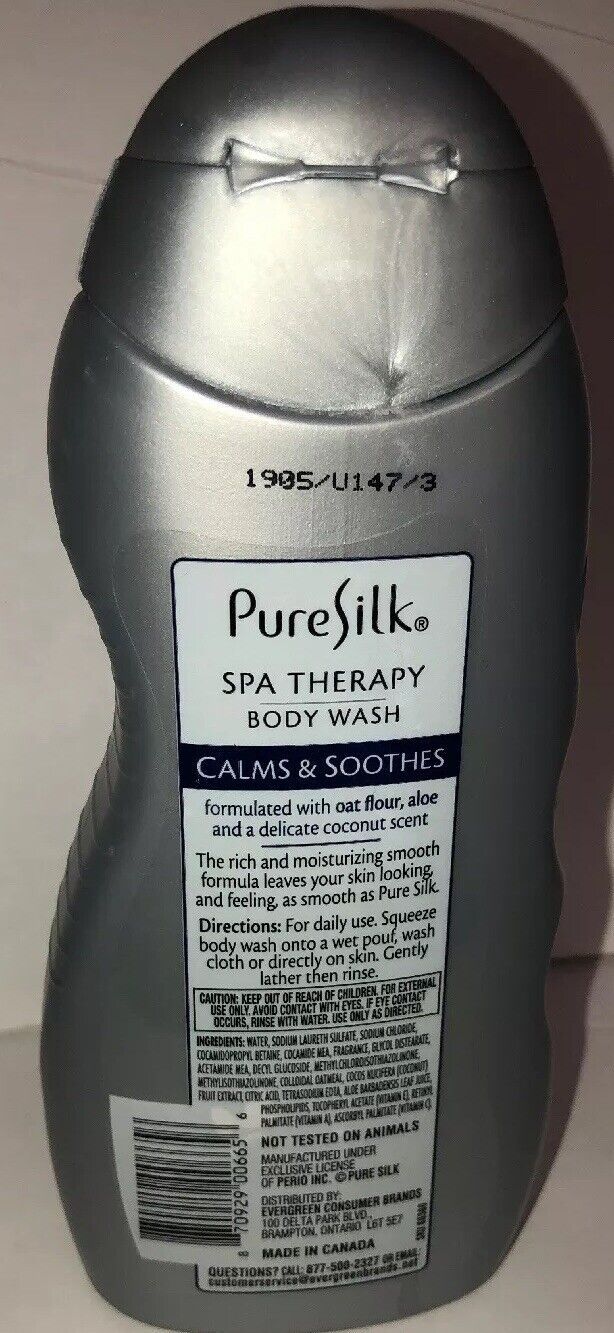 1905/U147/3
PureSilk®
SPA THERAPY
BODY WASH
CALMS & SOOTHES
formulated with oat flour, aloe
and a delicate coconut scent
The rich and moisturizing smooth
formula leaves your skin looking,
and feeling, as smooth as Pure Silk.
Directions: For daily use. Squeeze
body wash onto a wet pouf, wash
cloth or directly on skin. Gently
lather then rinse.
CAUTION: KEEP OUT OF REACH OF CHILDREN. FOR EXTERNAL
USE ONLY. AVOID CONTACT WITH EYES. IF EYE CONTACT
OCCURS, RINSE WITH WATER. USE ONLY AS DIRECTED.
INGREDIENTS: WATER, SODIUM LAURETH SULFATE, SODIUM CHLORIDE,
COCAMIDOPROPYL BETAINE, COCAMIDE MEA, FRAGRANCE, GLYCOL DISTEARATE,
ACETAMIDE MEA, DECYL GLUCOSIDE, METHYLCHLOROISOTHIAZOLINONE,
METHYLISOTHIAZOLINONE, COLLOIDAL OATMEAL, COCOS NUCIFERA (COCONUT)
FRUIT EXTRACT, CITRIC ACID, TETRASODIUM EDTA, ALOE BARBADENSIS LEAF JUICE,
PHOSPHOLIPIDS, TOCOPHERYL ACETATE (VITAMIN E), RETINYL
PALMITATE (VITAMIN A), ASCORBYL PALMITATE (VITAMIN C).
NOT TESTED ON ANIMALS
MANUFACTURED UNDER
EXCLUSIVE LICENSE
OF PERIO INC. ©PURE SILK
DISTRIBUTED BY:
EVERGREEN CONSUMER BRANDS
100 DELTA PARK BLVD.,
BRAMPTON, ONTARIO L6T 5E7
MADE IN CANADA
QUESTIONS? CALL: 877-500-2327 OR EMAIL:
customerservice@evergreenbrands.net
8 70929 00665 6